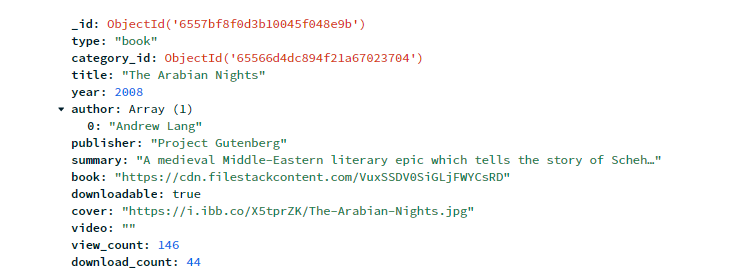 _id: ObjectId('6557bf8f0d3b10045f048e9b')
type: "book"
category_id: ObjectId('65566d4dc894f21a67023704')
title: "The Arabian Nights"
year: 2008
author: Array (1)
0: "Andrew Lang"
publisher: "Project Gutenberg"
summary: "A medieval Middle-Eastern literary epic which tells the story of Scheh…"
book: "https://cdn.filestackcontent.com/VuxSSDV0SiGLjFWYCsRD"
downloadable: true
cover: "https://i.ibb.co/X5tprZK/The-Arabian-Nights.jpg"
video: ""
view_count: 146
download_count: 44